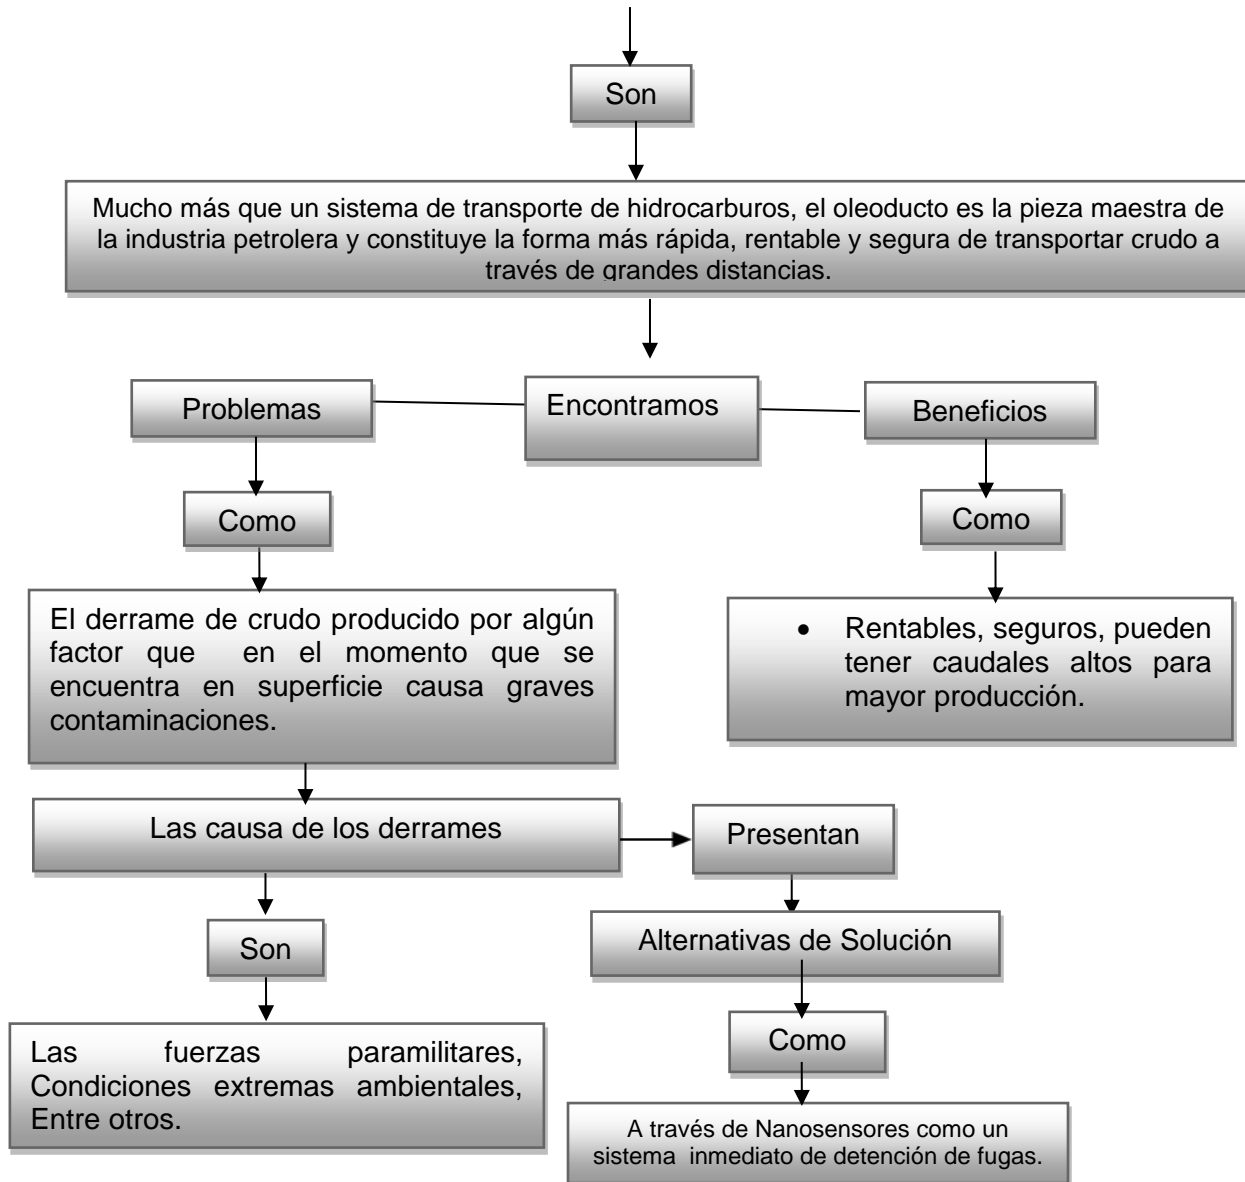 Son
Mucho más que un sistema de transporte de hidrocarburos, el oleoducto es la pieza maestra de
la industria petrolera y constituye la forma más rápida, rentable y segura de transportar crudo a
través de grandes distancias.
Problemas
Encontramos
Beneficios
Como
Como
El derrame de crudo producido por algún
factor que en el momento que se
encuentra en superficie causa graves
contaminaciones.
• Rentables, seguros, pueden
tener caudales altos para
mayor producción.
Las causa de los derrames
Presentan
Son
Alternativas de Solución
Como
Las fuerzas paramilitares,
Condiciones extremas ambientales,
Entre otros.
A través de Nanosensores como un
sistema inmediato de detención de fugas.